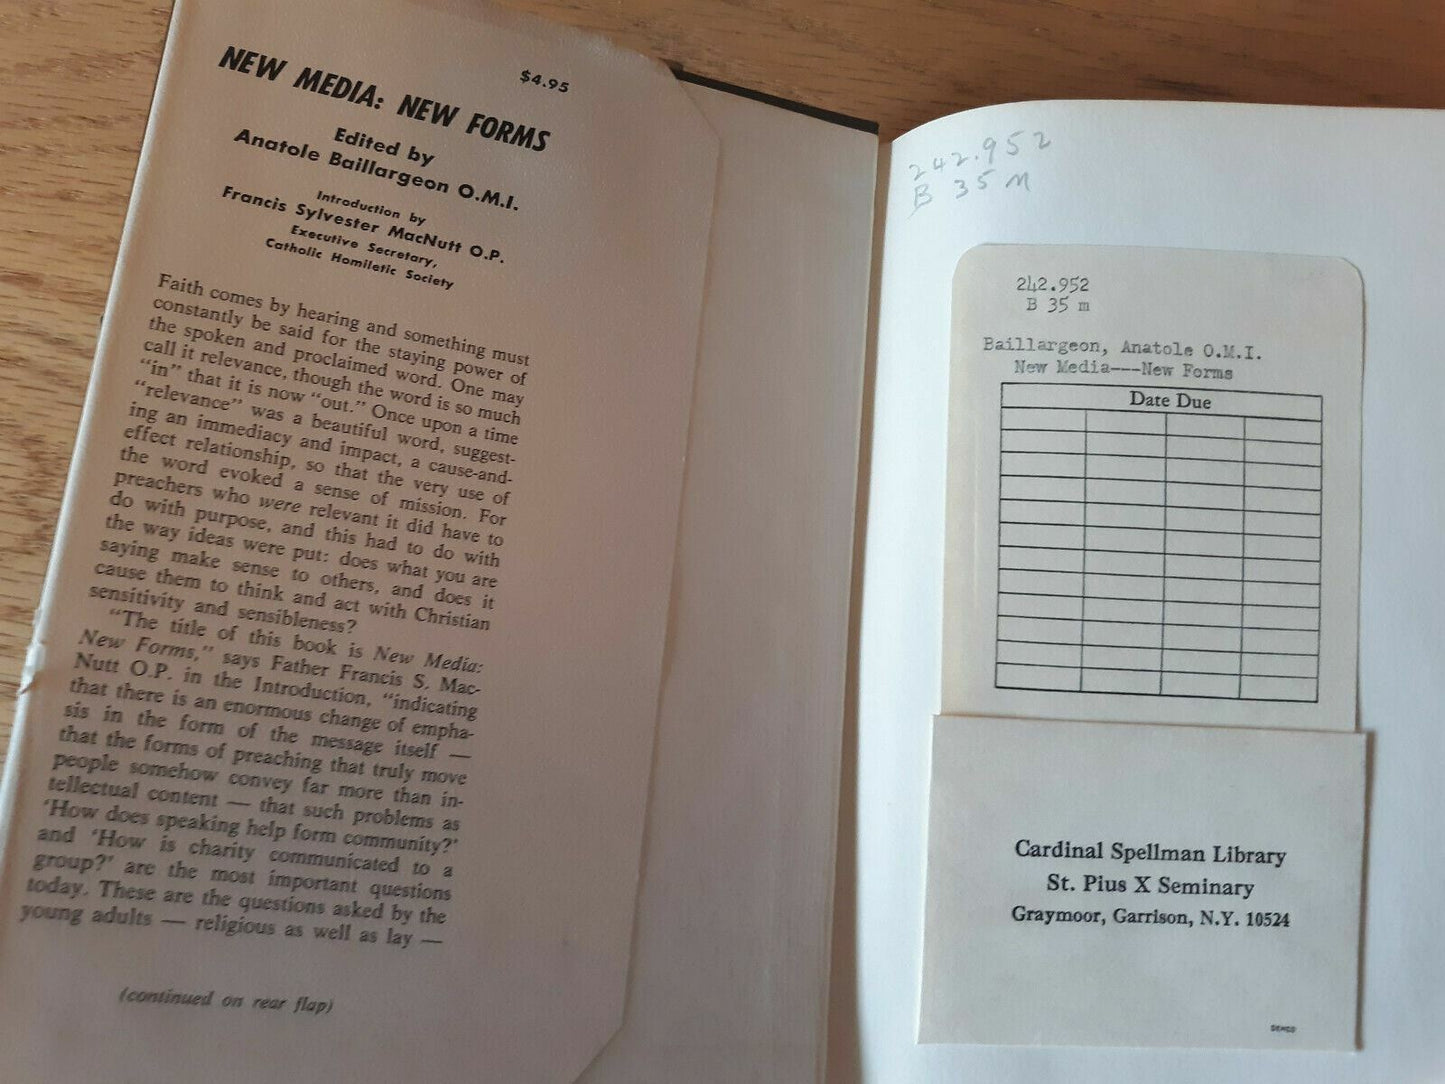 $4.95
NEW MEDIA: NEW FORMS
Edited by
Anatole Baillargeon O.M.I.
Introduction by
Francis Sylvester MacNutt O.P.
Executive Secretary,
Catholic Homiletic Society
Faith comes by hearing and something must
constantly be said for the staying power of
the spoken and proclaimed word. One may
call it relevance, though the word is so much
“in” that it is now “out.” Once upon a time
“relevance” was a beautiful word, suggest-
ing an immediacy and impact, a cause-and-
effect relationship, so that the very use of
the word evoked a sense of mission. For
preachers who were relevant it did have to
do with purpose, and this had to do with
the way ideas were put: does what you are
saying make sense to others, and does it
cause them to think and act with Christian
sensitivity and sensibleness?
“The title of this book is New Media:
New Forms,” says Father Francis S. Mac-
Nutt O.P. in the Introduction, “indicating
that there is an enormous change of empha-
sis in the form of the message itself —
that the forms of preaching that truly move
people somehow convey far more than in-
tellectual content — that such problems as
‘How does speaking help form community?’
and ‘How is charity communicated to a
group?’ are the most important questions
today. These are the questions asked by the
young adults — religious as well as lay —
(continued on rear flap)
242.952
B 35 m
242.952
B 35 m
Baillargeon, Anatole O.M.I.
New Media---New Forms
Date Due
Cardinal Spellman Library
St. Pius X Seminary
Graymoor, Garrison, N.Y. 10524
DEMCO